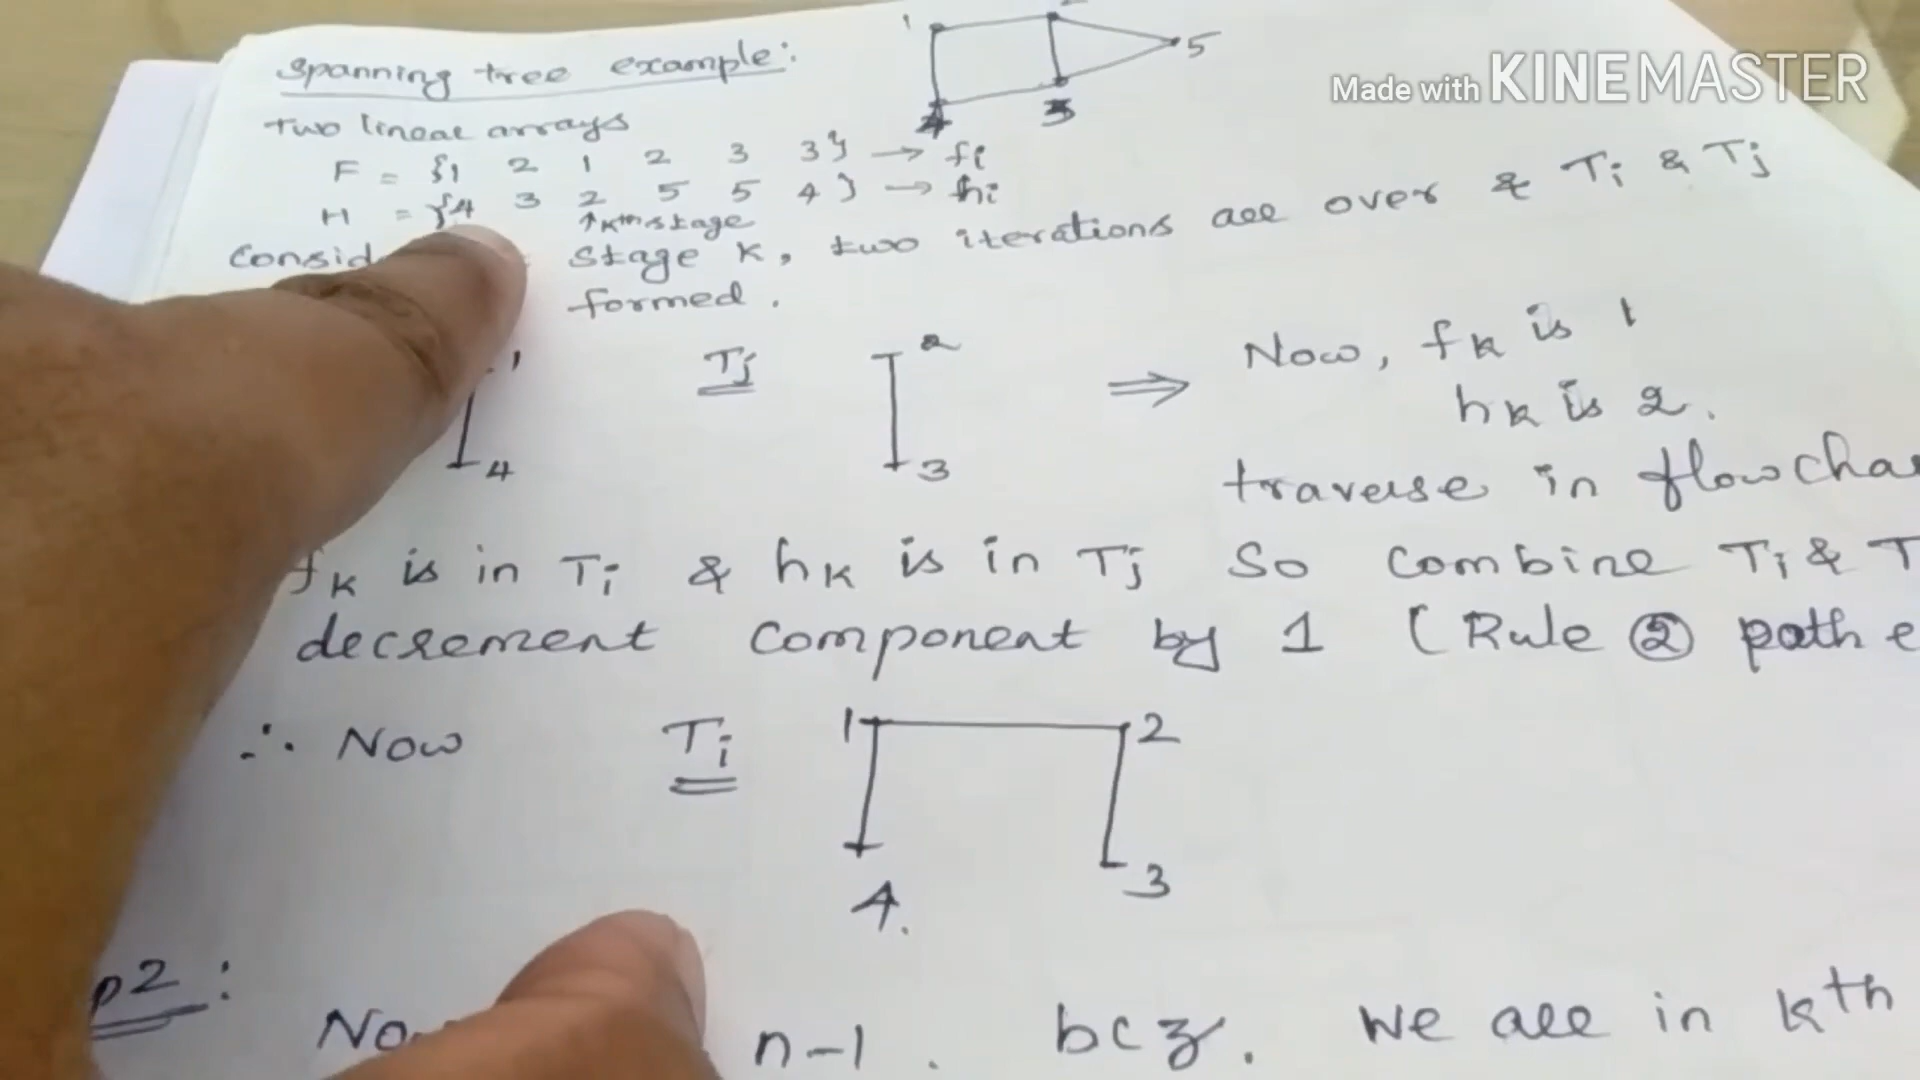 Spanning tree example:
1 2 5 4 3
Made with KINEMASTER
Two linear arrays
F = {1 2 1 2 3 3} → fi
H = {4 3 2 5 5 4} → hi
↑kth stage
stage k, two iterations are over & Ti & Tj
formed.
1 4
Tj
2 3
⇒ Now, fk is 1
hk is 2.
traverse in
fk is in Ti & hk is in Tj So combine Ti &
decrement component by 1 (Rule ② path
∴ Now Ti
1 2
4. 3
n-1. bcz. We are in kth